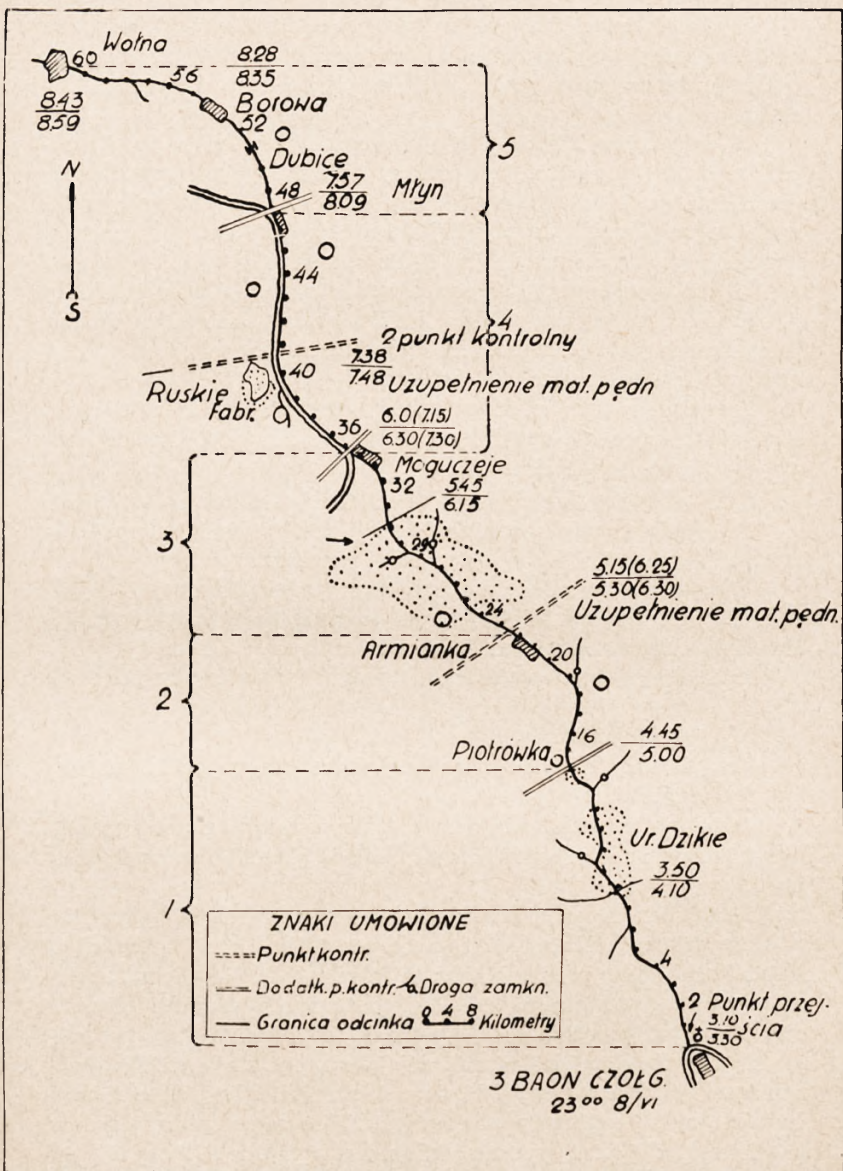 60 Wołna
56
8.28
8.35
8.43
8.59
Borowa
52
Dubice
5
N
S
48
7.57
8.09
Młyn
44
4
2 punkt kontrolny
7.38
7.48 Uzupełnienie mat. pędn
40
Ruskie
Fabr.
36
6.0 (7.15)
6.30 (7.30)
Moguczeje
32
5.45
6.15
3
29
5.15 (6.25)
5.30 (6.30)
Uzupełnienie mat. pędn.
24
Armianka
20
2
16
Piotrówka
4.45
5.00
Ur. Dzikie
3.50
4.10
1
ZNAKI UMÓWIONE
Punkt kontr.
Dodatk. p. kontr. Droga zamkn.
Granica odcinka 0 4 8 Kilometry
4
2 Punkt przej-
ścia
3.10
3.30
0
3 BAON CZOŁG.
23⁰⁰ 8/VI